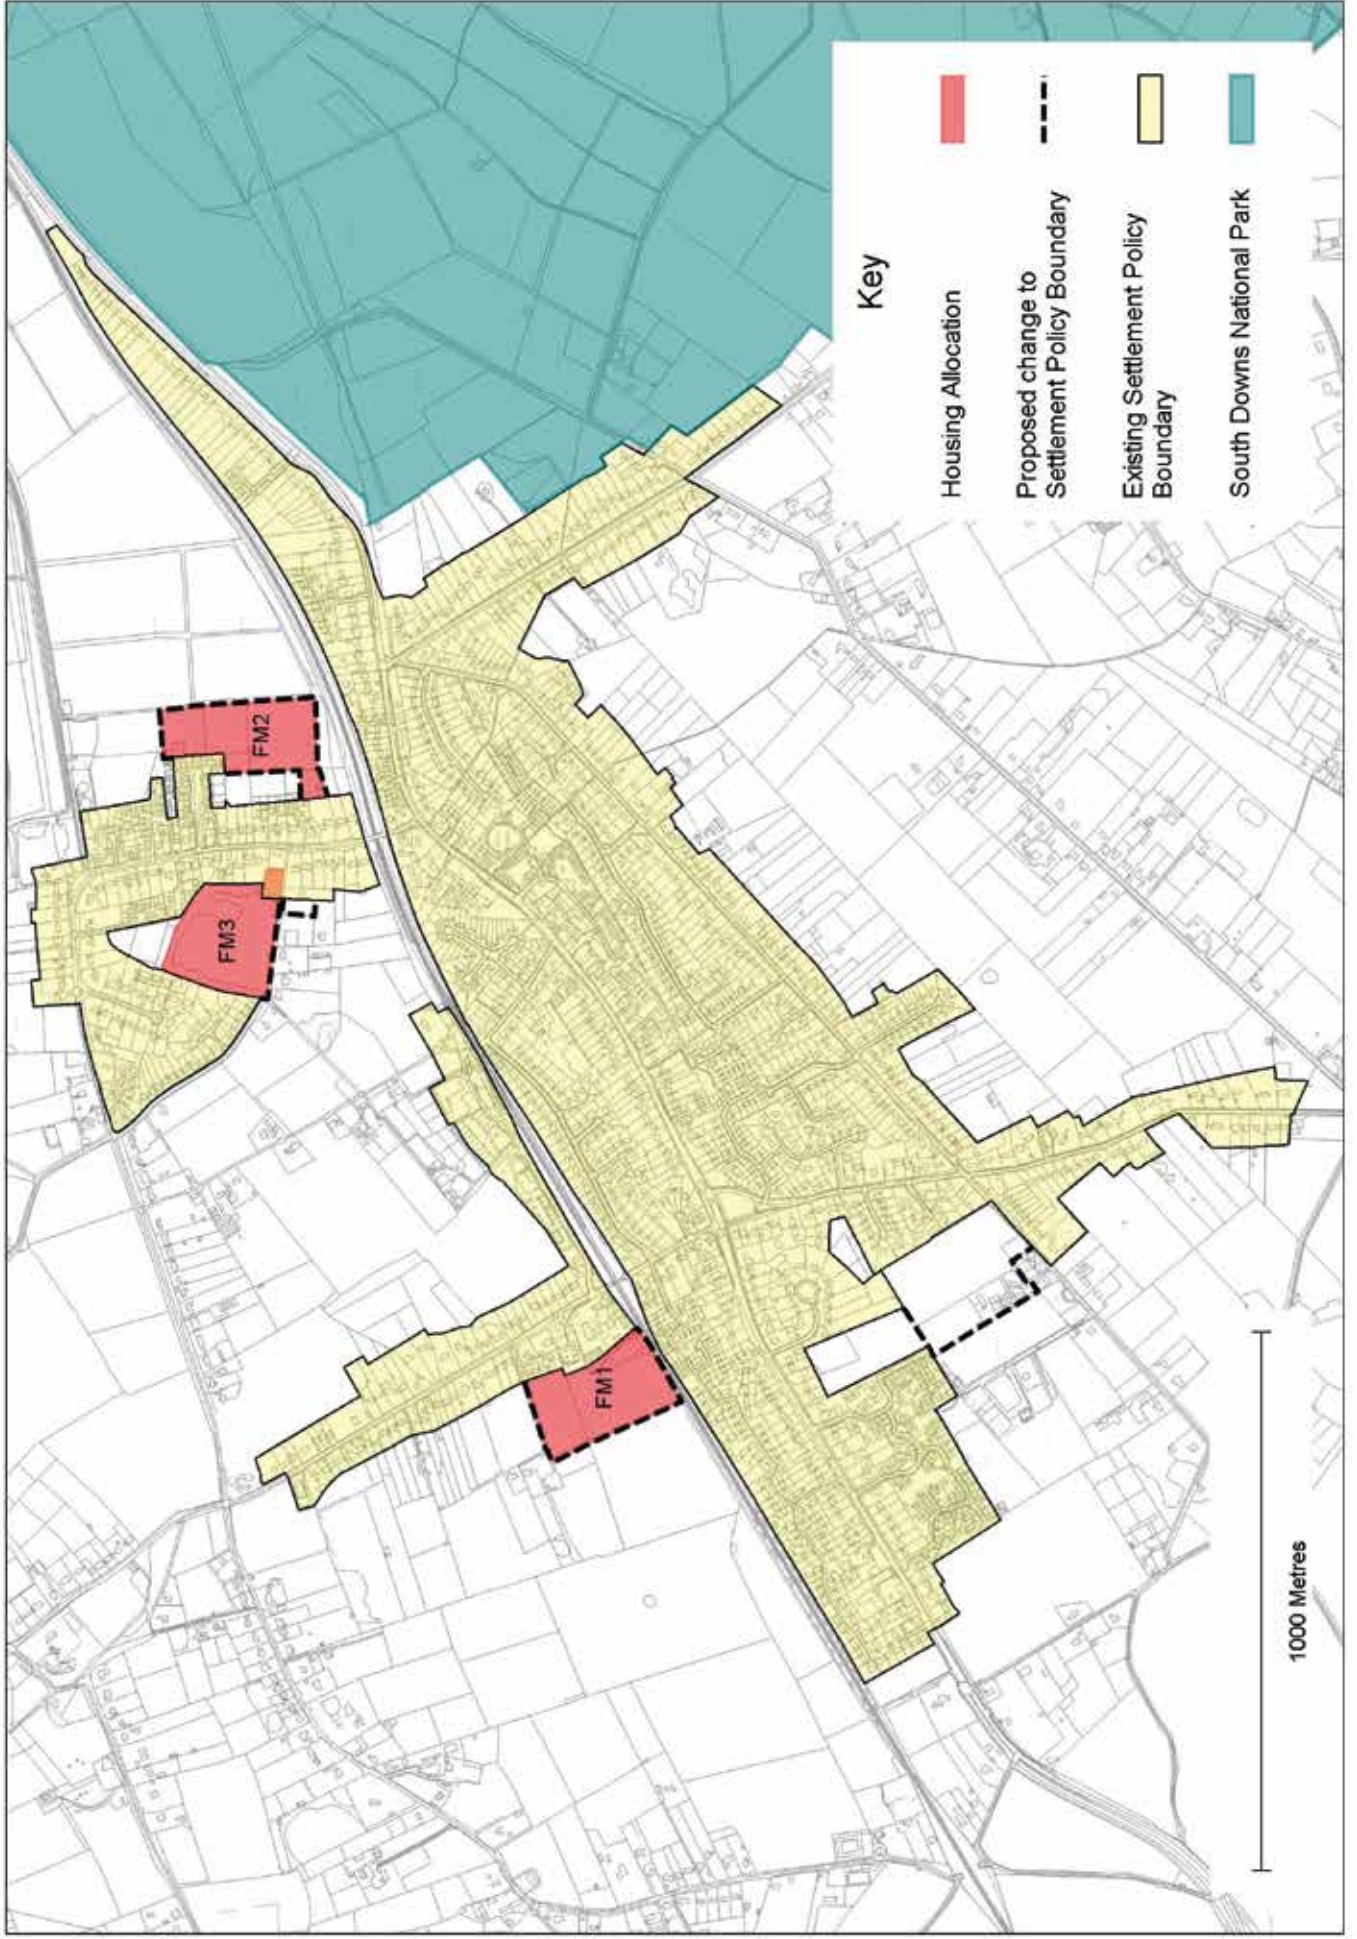 FM2
FM3
FM1
Key
Housing Allocation
Proposed change to
Settlement Policy Boundary
Existing Settlement Policy
Boundary
South Downs National Park
1000 Metres